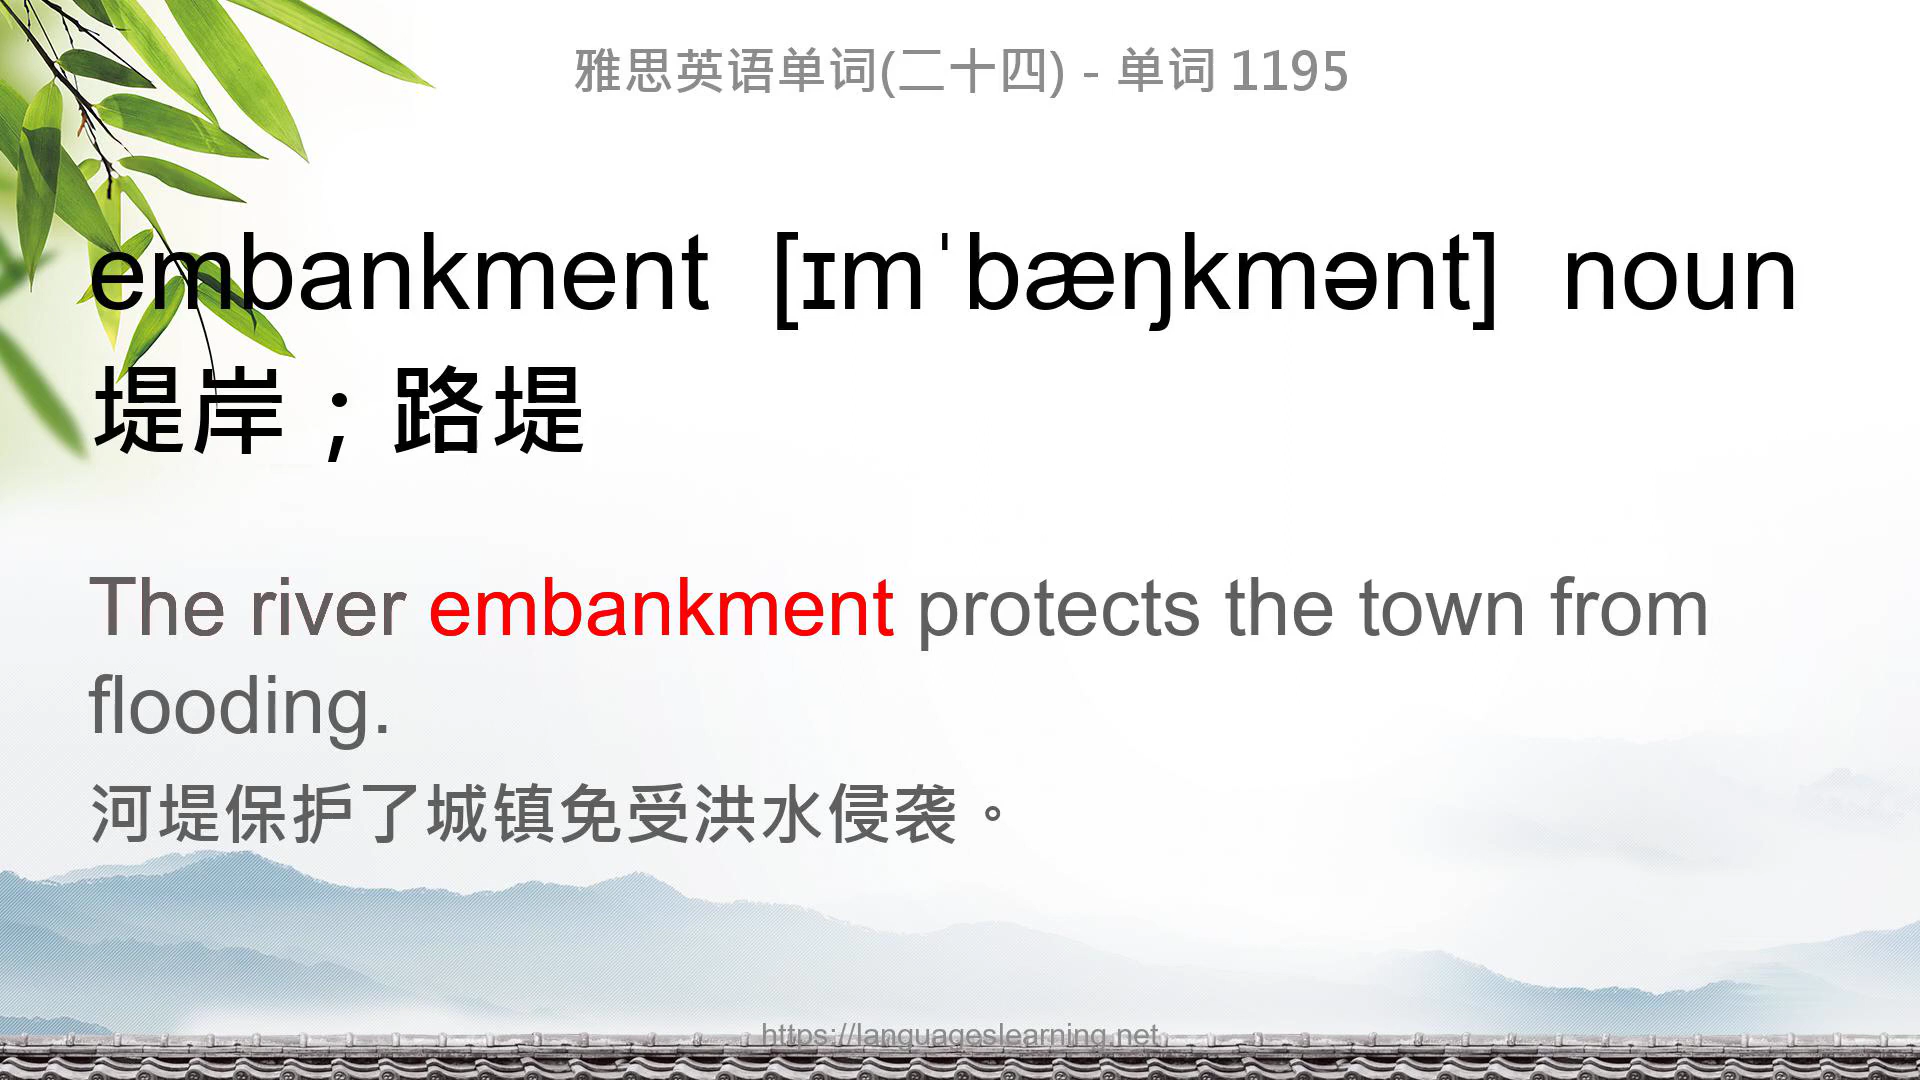 雅思英语单词(二十四) - 单词 1195
embankment [ɪmˈbæŋkmənt] noun
堤岸；路堤
The river embankment protects the town from
flooding.
河堤保护了城镇免受洪水侵袭。
https://languageslearning.net